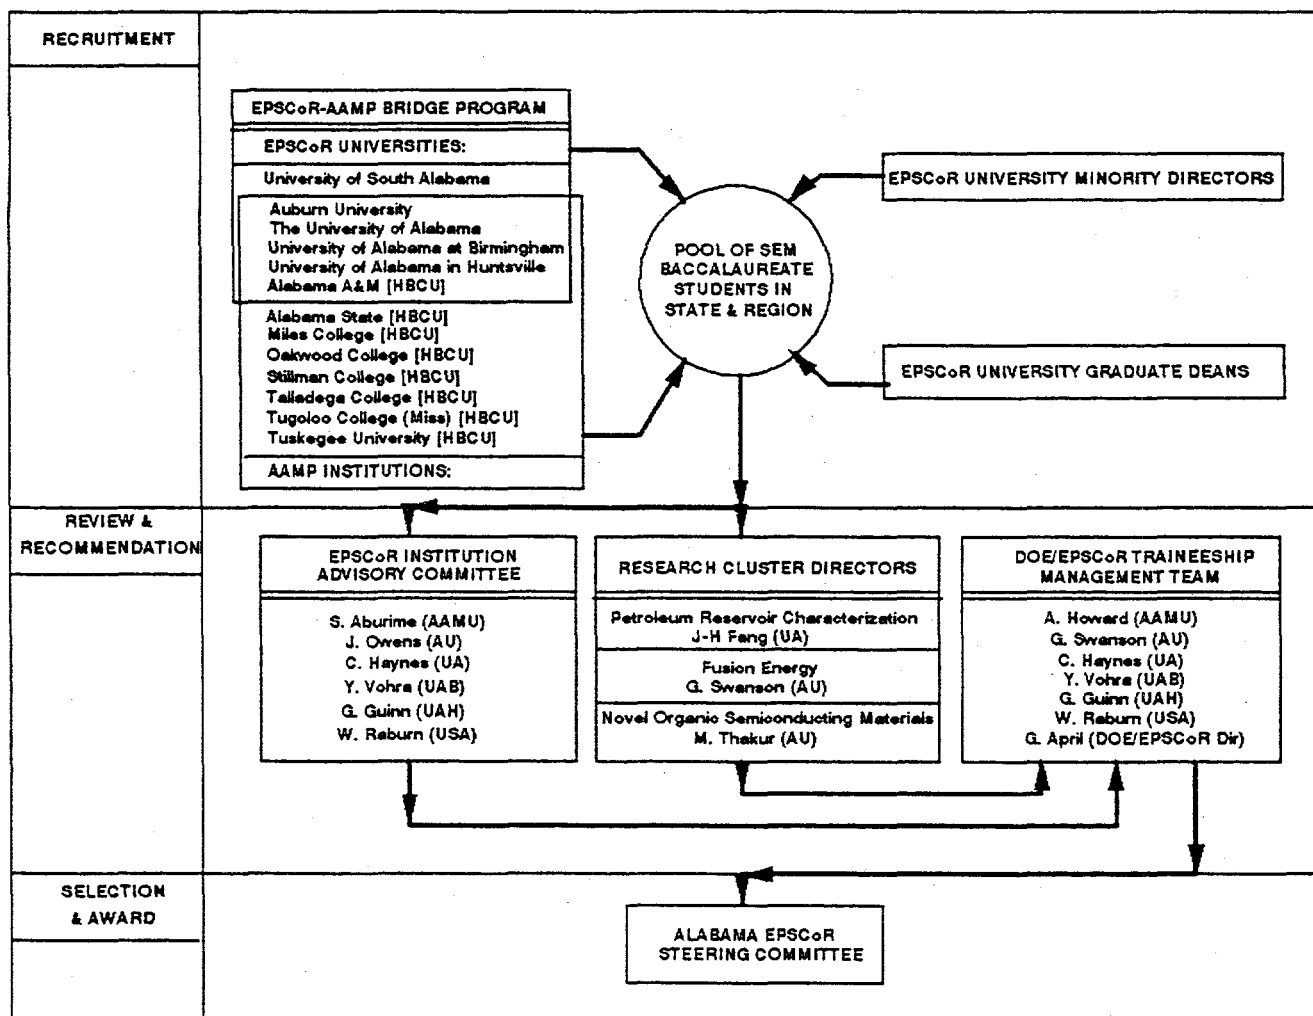 RECRUITMENT
EPSCoR-AAMP BRIDGE PROGRAM
EPSCoR UNIVERSITIES:
University of South Alabama
Auburn University
The University of Alabama
University of Alabama at Birmingham
University of Alabama in Huntsville
Alabama A&M [HBCU]
Alabama State [HBCU]
Miles College [HBCU]
Oakwood College [HBCU]
Stillman College [HBCU]
Talladega College [HBCU]
Tugoloo College (Miss) [HBCU]
Tuskegee University [HBCU]
AAMP INSTITUTIONS:
POOL OF SEM
BACCALAUREATE
STUDENTS IN
STATE & REGION
EPSCoR UNIVERSITY MINORITY DIRECTORS
EPSCoR UNIVERSITY GRADUATE DEANS
REVIEW &
RECOMMENDATION
EPSCoR INSTITUTION
ADVISORY COMMITTEE
S. Aburime (AAMU)
J. Owens (AU)
C. Haynes (UA)
Y. Vohra (UAB)
G. Guinn (UAH)
W. Raburn (USA)
RESEARCH CLUSTER DIRECTORS
Petroleum Reservoir Characterization
J-H Fang (UA)
Fusion Energy
G. Swanson (AU)
Novel Organic Semiconducting Materials
M. Thakur (AU)
DOE/EPSCoR TRAINEESHIP
MANAGEMENT TEAM
A. Howard (AAMU)
G. Swanson (AU)
C. Haynes (UA)
Y. Vohra (UAB)
G. Guinn (UAH)
W. Raburn (USA)
G. April (DOE/EPSCoR Dir)
SELECTION
& AWARD
ALABAMA EPSCoR
STEERING COMMITTEE